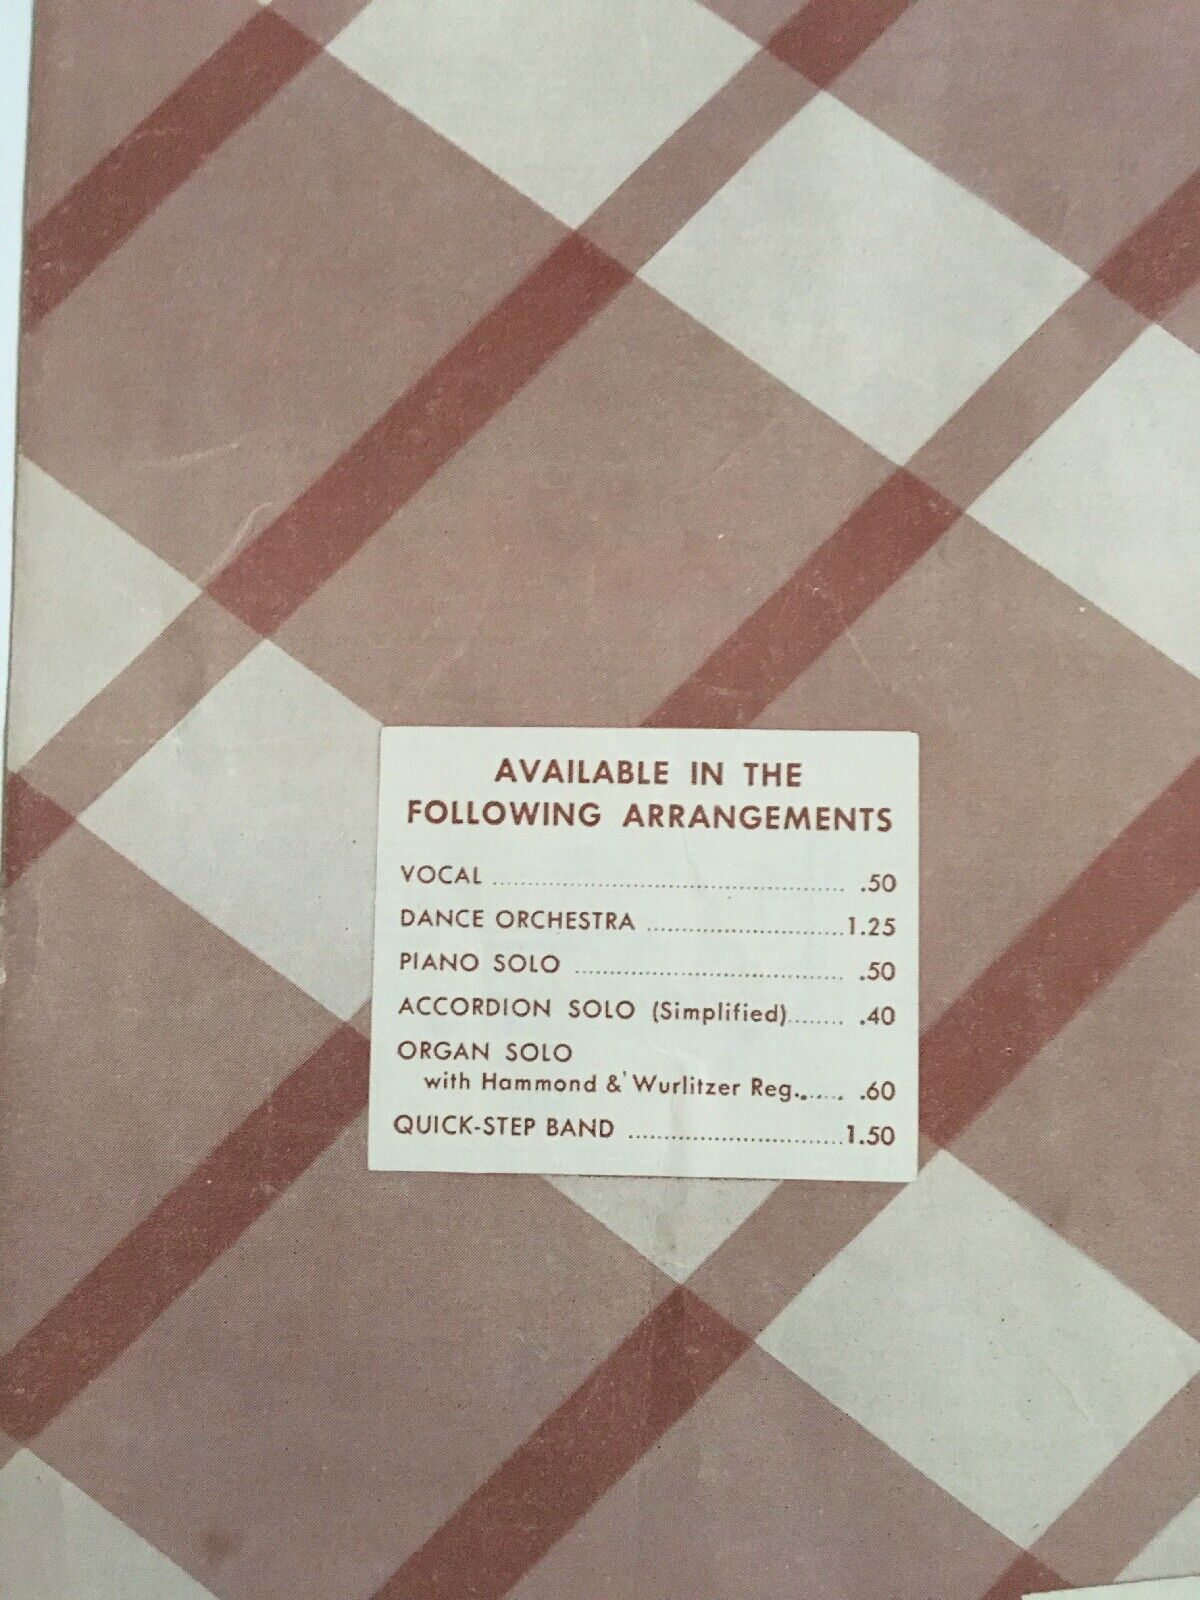 AVAILABLE IN THE
FOLLOWING ARRANGEMENTS
VOCAL ........................................ .50
DANCE ORCHESTRA ........................1.25
PIANO SOLO ................................ .50
ACCORDION SOLO (Simplified)........ .40
ORGAN SOLO
with Hammond & Wurlitzer Reg....... .60
QUICK-STEP BAND ..........................1.50